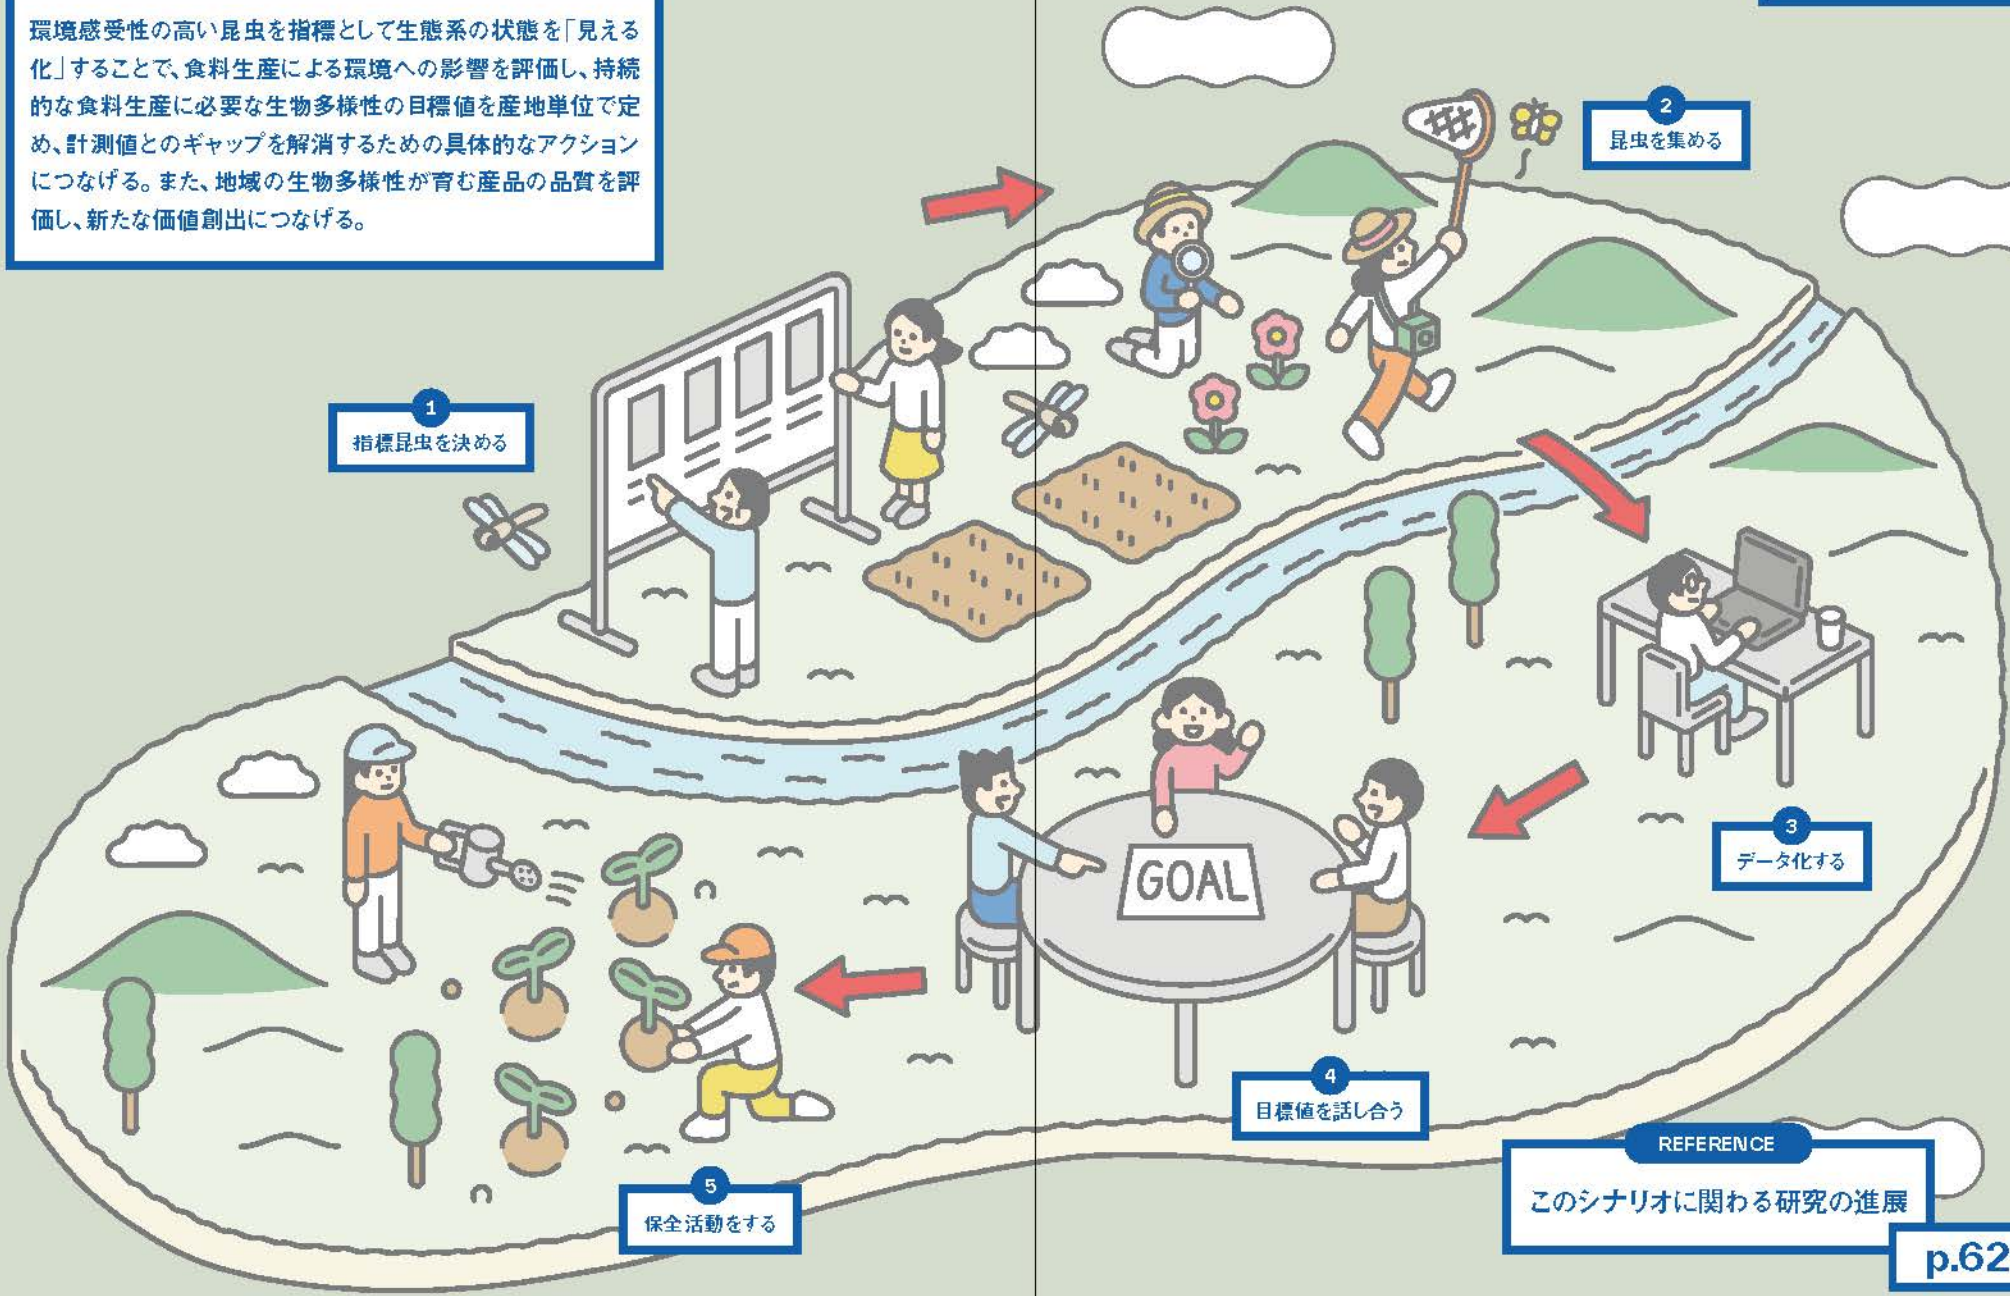 環境感受性の高い昆虫を指標として生態系の状態を「見える
化」することで、食料生産による環境への影響を評価し、持続
的な食料生産に必要な生物多様性の目標値を産地単位で定
め、計測値とのギャップを解消するための具体的なアクション
につなげる。また、地域の生物多様性が育む産品の品質を評
価し、新たな価値創出につなげる。
1
指標昆虫を決める
2
昆虫を集める
3
データ化する
GOAL
4
目標値を話し合う
5
保全活動をする
REFERENCE
このシナリオに関わる研究の進展
p.62